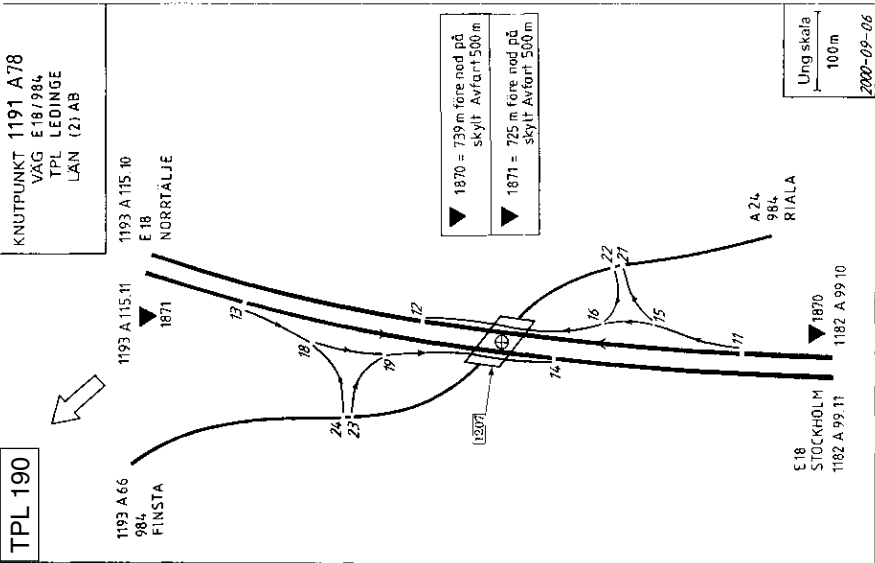 TPL 190
KNUTPUNKT 1191 A78
VÄG E18/984
TPL LEDINGE
LÄN (2) AB
1193 A 66
984
FINSTA
1193 A 115.11
1871
1193 A 115.10
E 18
NORRTÄLJE
13
12
18
19
24
23
1207
14
22
21
16
15
11
1870 = 739 m före nod på
skylt Avfart 500 m
1871 = 725 m före nod på
skylt Avfart 500 m
A 24
984
RIALA
E 18
STOCKHOLM
1182 A 99.11
1870
1182 A 99.10
Ung skala
100 m
2000-09-06